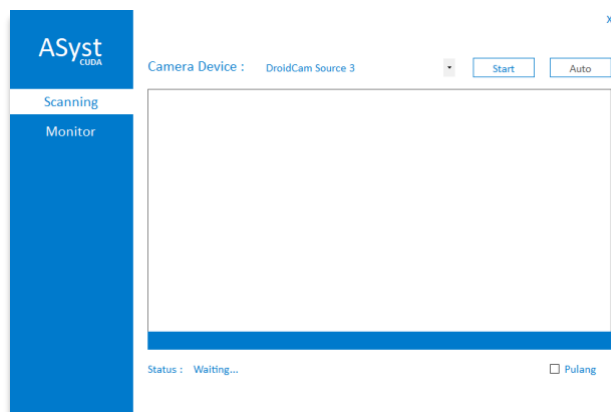 X
ASyst
CUDA
Camera Device : DroidCam Source 3 Start Auto
Scanning
Monitor
Status : Waiting... Pulang